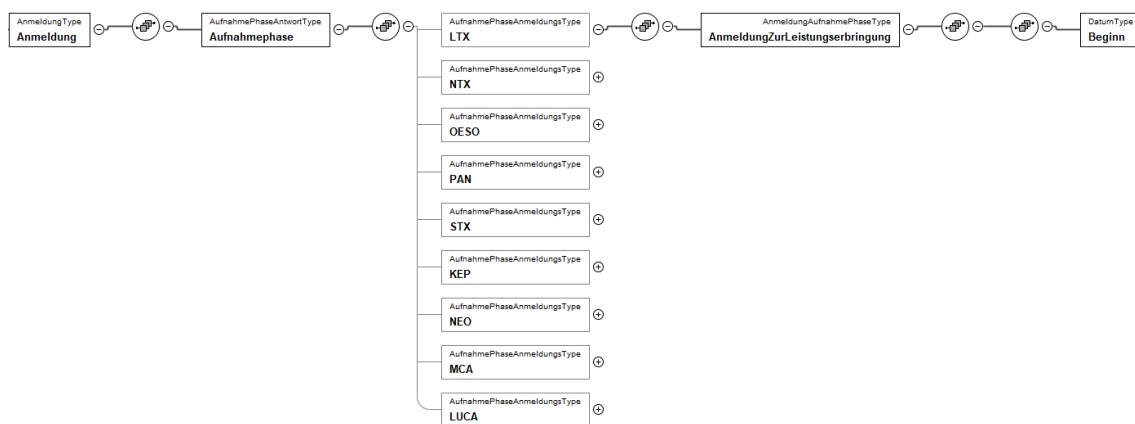 AnmeldungType
Anmeldung
AufnahmePhaseAntwortType
Aufnahmephase
AufnahmePhaseAnmeldungsType
LTX
AnmeldungAufnahmePhaseType
AnmeldungZurLeistungserbringung
DatumType
Beginn
AufnahmePhaseAnmeldungsType
NTX
AufnahmePhaseAnmeldungsType
OESO
AufnahmePhaseAnmeldungsType
PAN
AufnahmePhaseAnmeldungsType
STX
AufnahmePhaseAnmeldungsType
KEP
AufnahmePhaseAnmeldungsType
NEO
AufnahmePhaseAnmeldungsType
MCA
AufnahmePhaseAnmeldungsType
LUCA